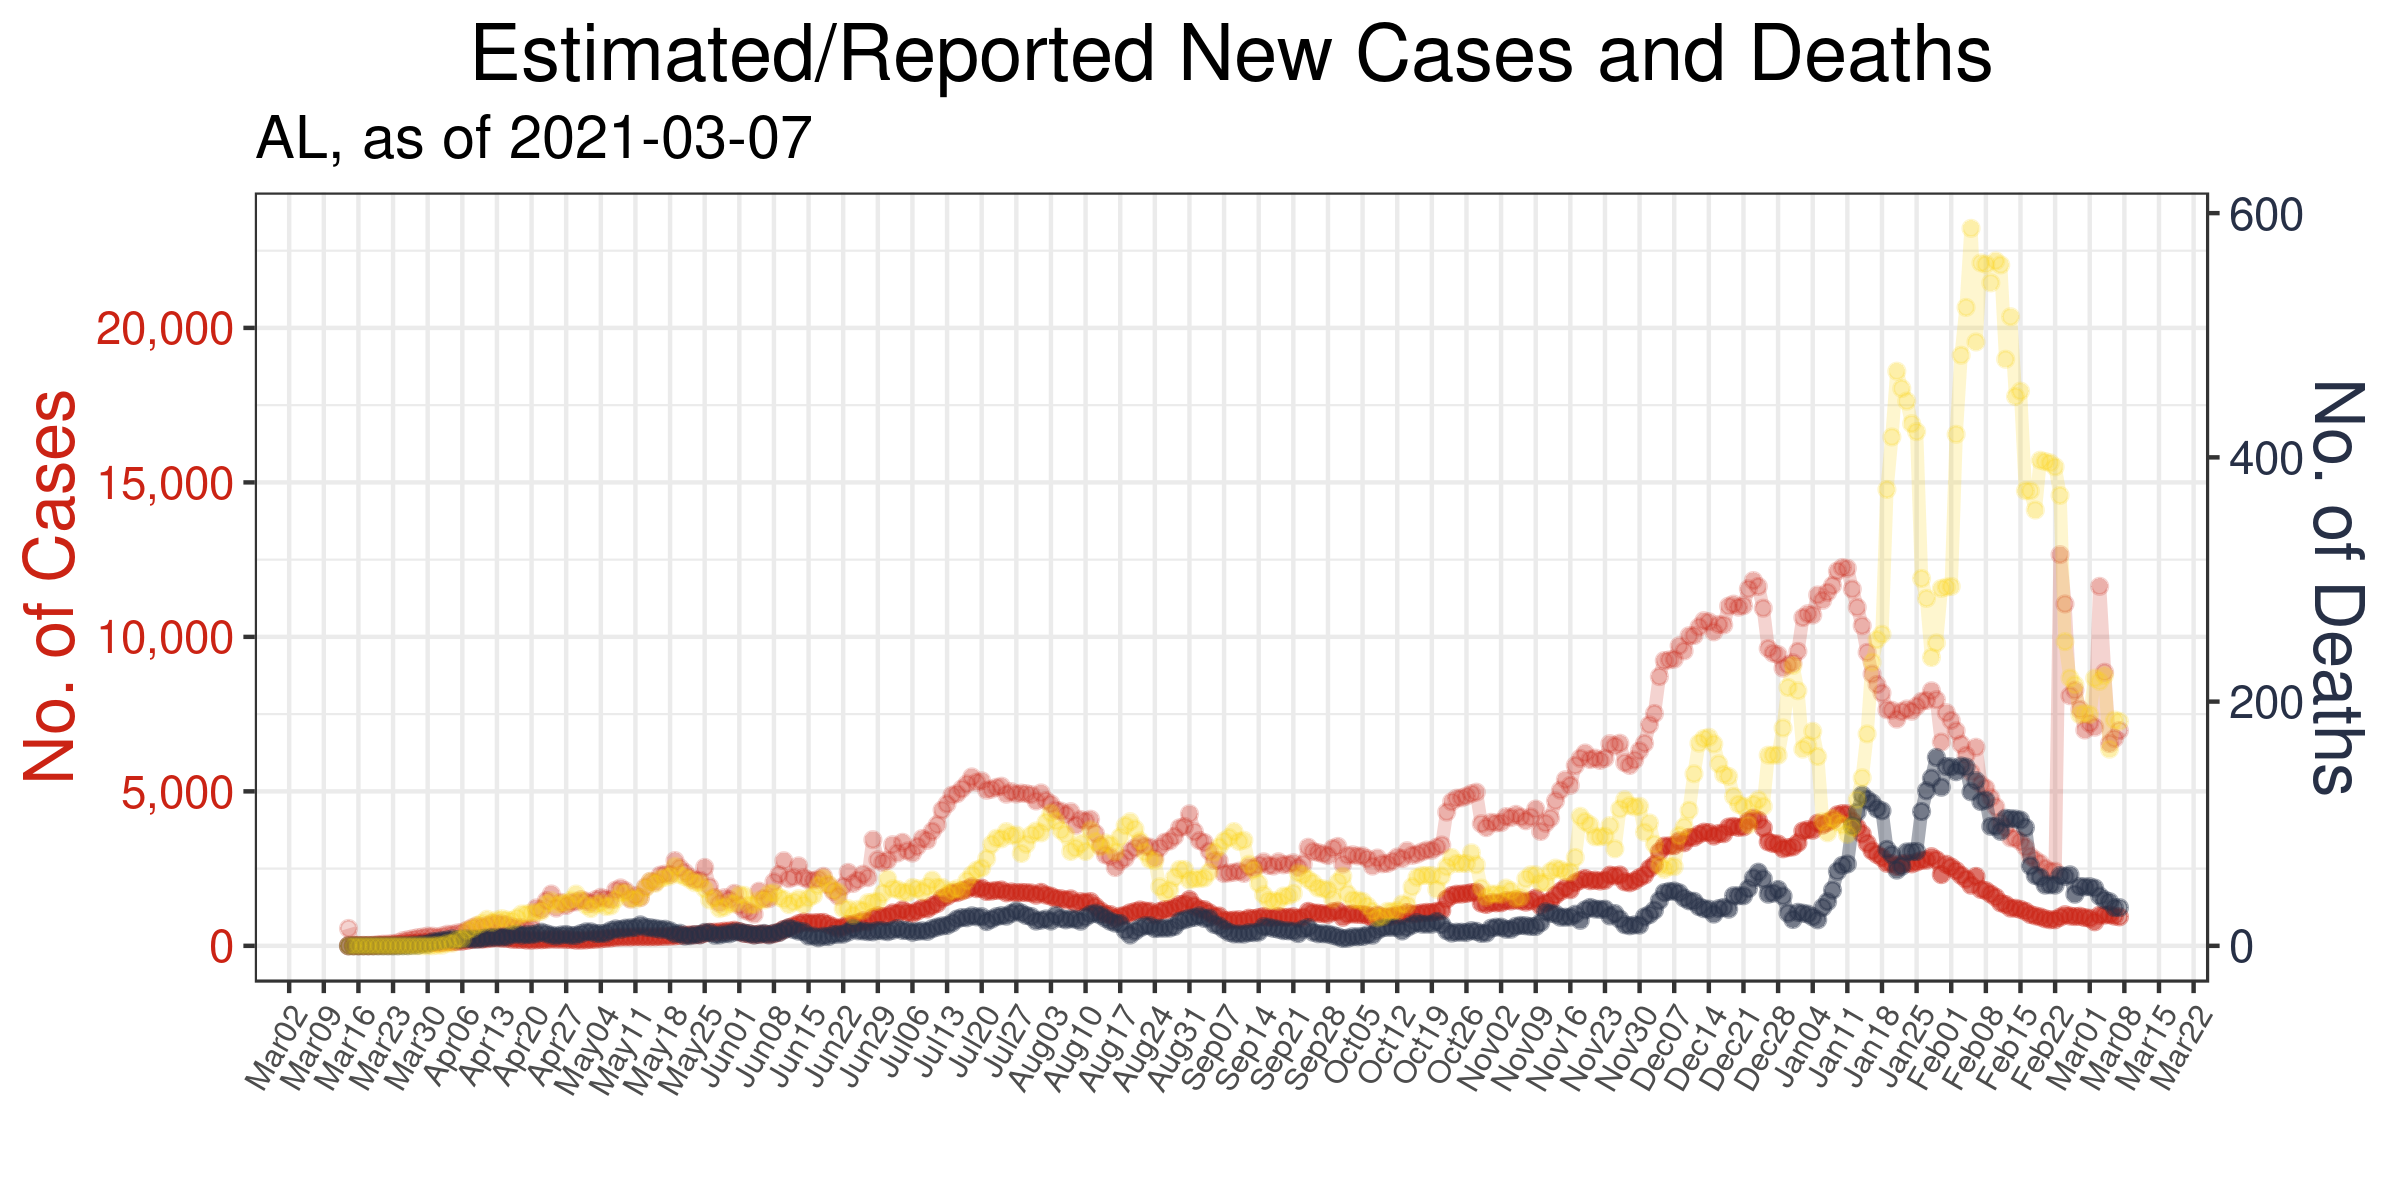 Estimated/Reported New Cases and Deaths
AL, as of 2021-03-07
No. of Cases
20,000
15,000
10,000
5,000
0
600
400
200
0
No. of Deaths
Mar02
Mar09
Mar16
Mar23
Mar30
Apr06
Apr13
Apr20
Apr27
May04
May11
May18
May25
Jun01
Jun08
Jun15
Jun22
Jun29
Jul06
Jul13
Jul20
Jul27
Aug03
Aug10
Aug17
Aug24
Aug31
Sep07
Sep14
Sep21
Sep28
Oct05
Oct12
Oct19
Oct26
Nov02
Nov09
Nov16
Nov23
Nov30
Dec07
Dec14
Dec21
Dec28
Jan04
Jan11
Jan18
Jan25
Feb01
Feb08
Feb15
Feb22
Mar01
Mar08
Mar15
Mar22